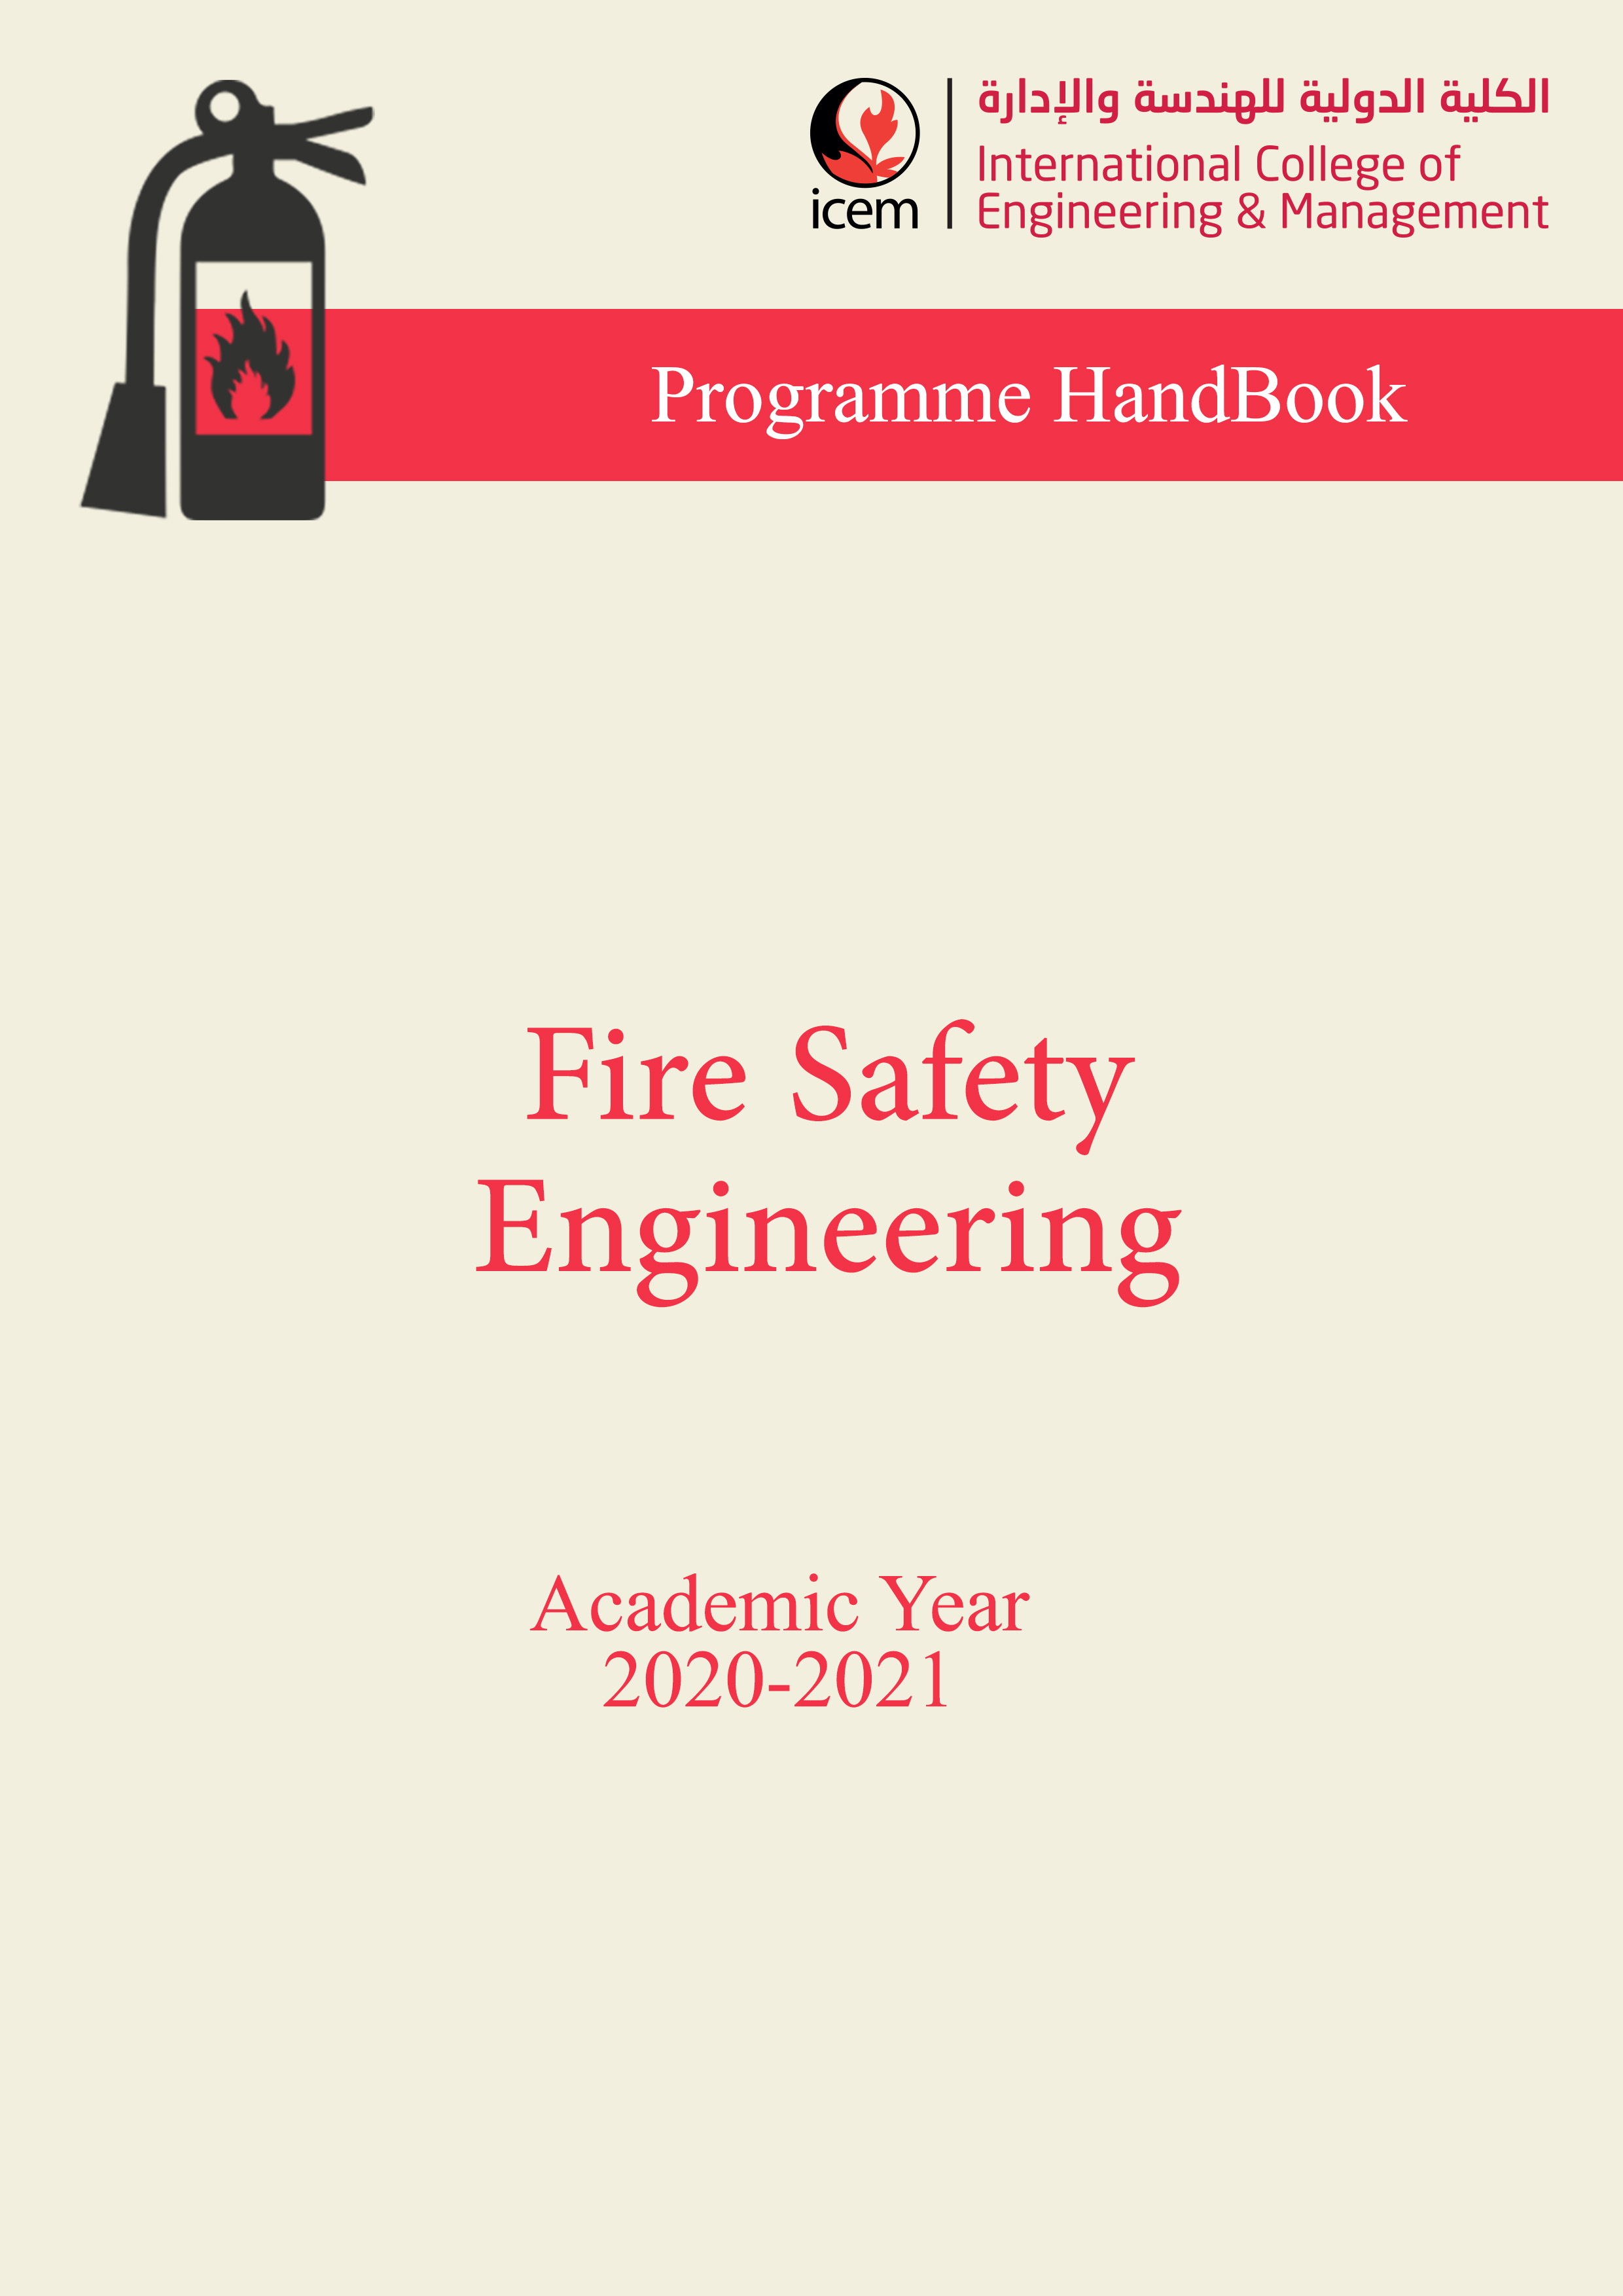 الكلية الدولية للهندسة والإدارة
International College of
Engineering & Management
icem
Programme HandBook
Fire Safety
Engineering
Academic Year
2020-2021